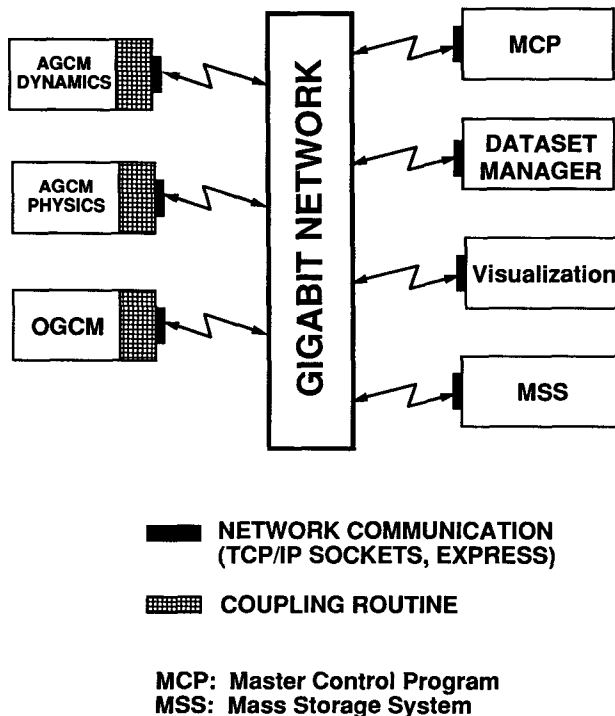 AGCM
DYNAMICS
AGCM
PHYSICS
OGCM
GIGABIT NETWORK
MCP
DATASET
MANAGER
Visualization
MSS
NETWORK COMMUNICATION
(TCP/IP SOCKETS, EXPRESS)
COUPLING ROUTINE
MCP: Master Control Program
MSS: Mass Storage System